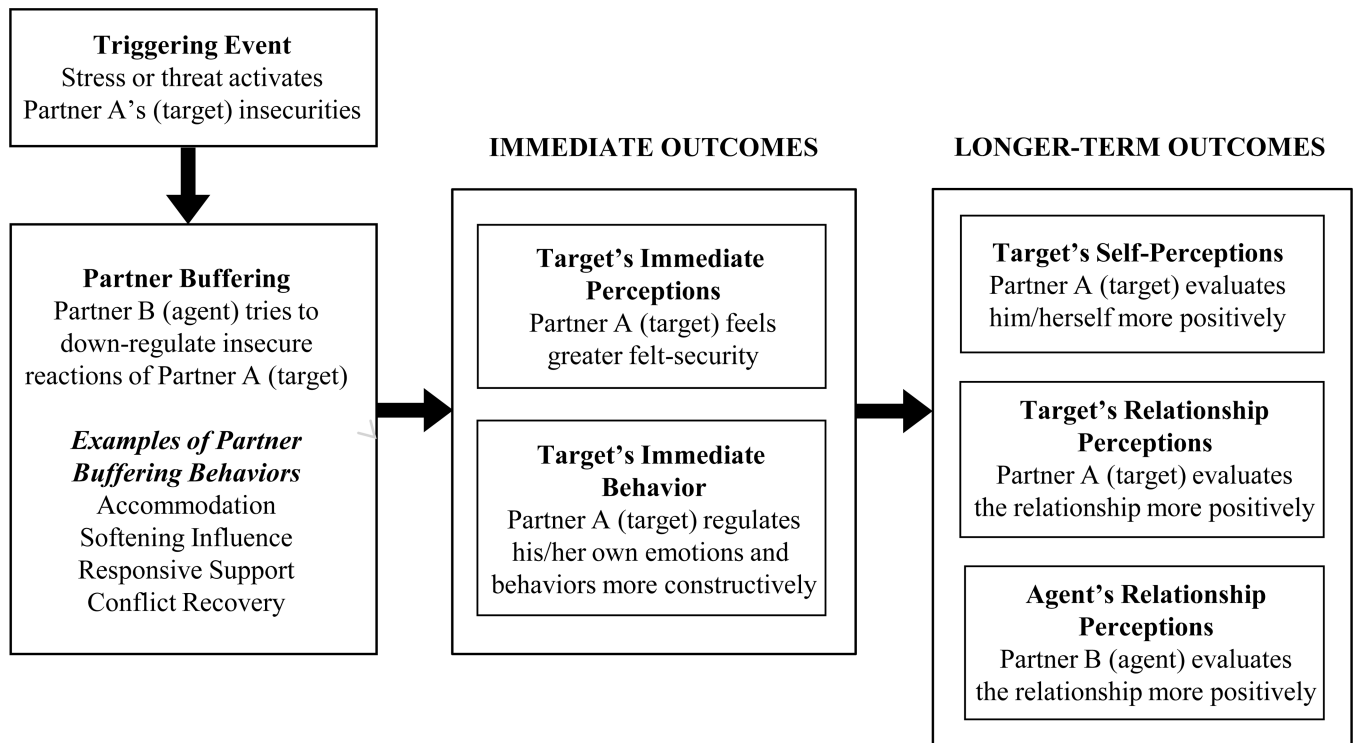 Triggering Event
Stress or threat activates
Partner A’s (target) insecurities
Partner Buffering
Partner B (agent) tries to
down-regulate insecure
reactions of Partner A (target)
Examples of Partner
Buffering Behaviors
Accommodation
Softening Influence
Responsive Support
Conflict Recovery
IMMEDIATE OUTCOMES
Target’s Immediate
Perceptions
Partner A (target) feels
greater felt-security
Target’s Immediate
Behavior
Partner A (target) regulates
his/her own emotions and
behaviors more constructively
LONGER-TERM OUTCOMES
Target’s Self-Perceptions
Partner A (target) evaluates
him/herself more positively
Target’s Relationship
Perceptions
Partner A (target) evaluates
the relationship more positively
Agent’s Relationship
Perceptions
Partner B (agent) evaluates
the relationship more positively